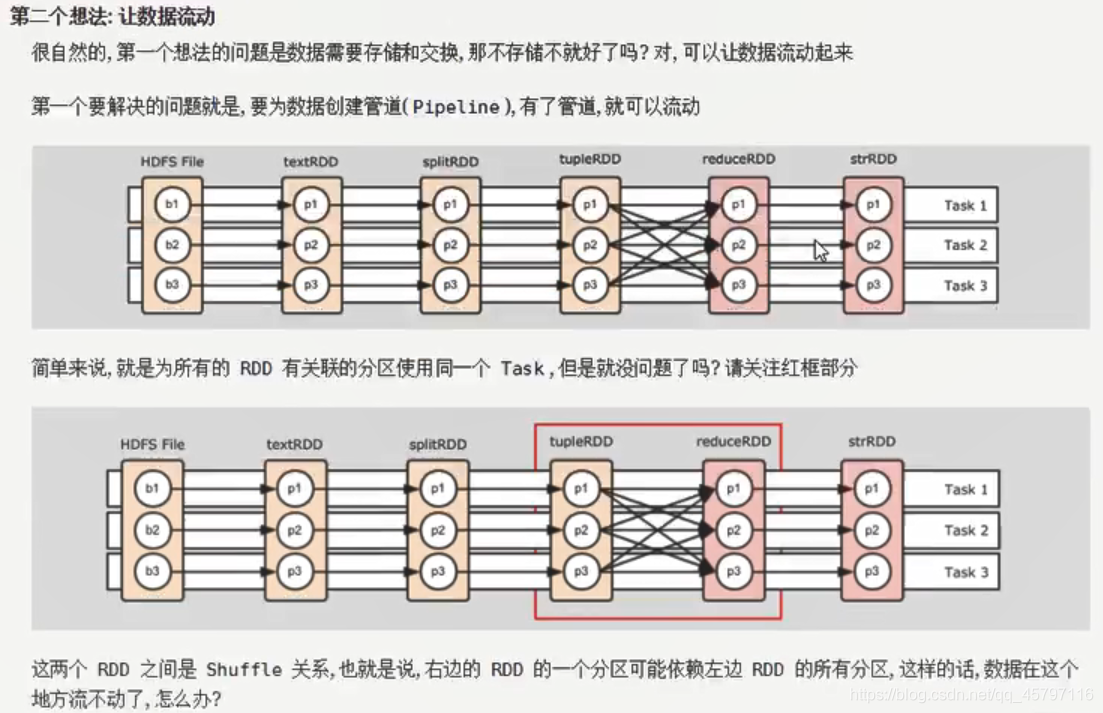 第二个想法: 让数据流动
很自然的, 第一个想法的问题是数据需要存储和交换, 那不存储不就好了吗? 对, 可以让数据流动起来
第一个要解决的问题就是, 要为数据创建管道(Pipeline), 有了管道, 就可以流动
HDFS File textRDD splitRDD tupleRDD reduceRDD strRDD
b1 p1 p1 p1 p1 p1 Task 1
b2 p2 p2 p2 p2 p2 Task 2
b3 p3 p3 p3 p3 p3 Task 3
简单来说, 就是为所有的 RDD 有关联的分区使用同一个 Task, 但是就没问题了吗? 请关注红框部分
HDFS File textRDD splitRDD tupleRDD reduceRDD strRDD
b1 p1 p1 p1 p1 p1 Task 1
b2 p2 p2 p2 p2 p2 Task 2
b3 p3 p3 p3 p3 p3 Task 3
这两个 RDD 之间是 Shuffle 关系, 也就是说, 右边的 RDD 的一个分区可能依赖左边 RDD 的所有分区, 这样的话, 数据在这个
地方流不动了, 怎么办?
https://blog.csdn.net/qq_45797116